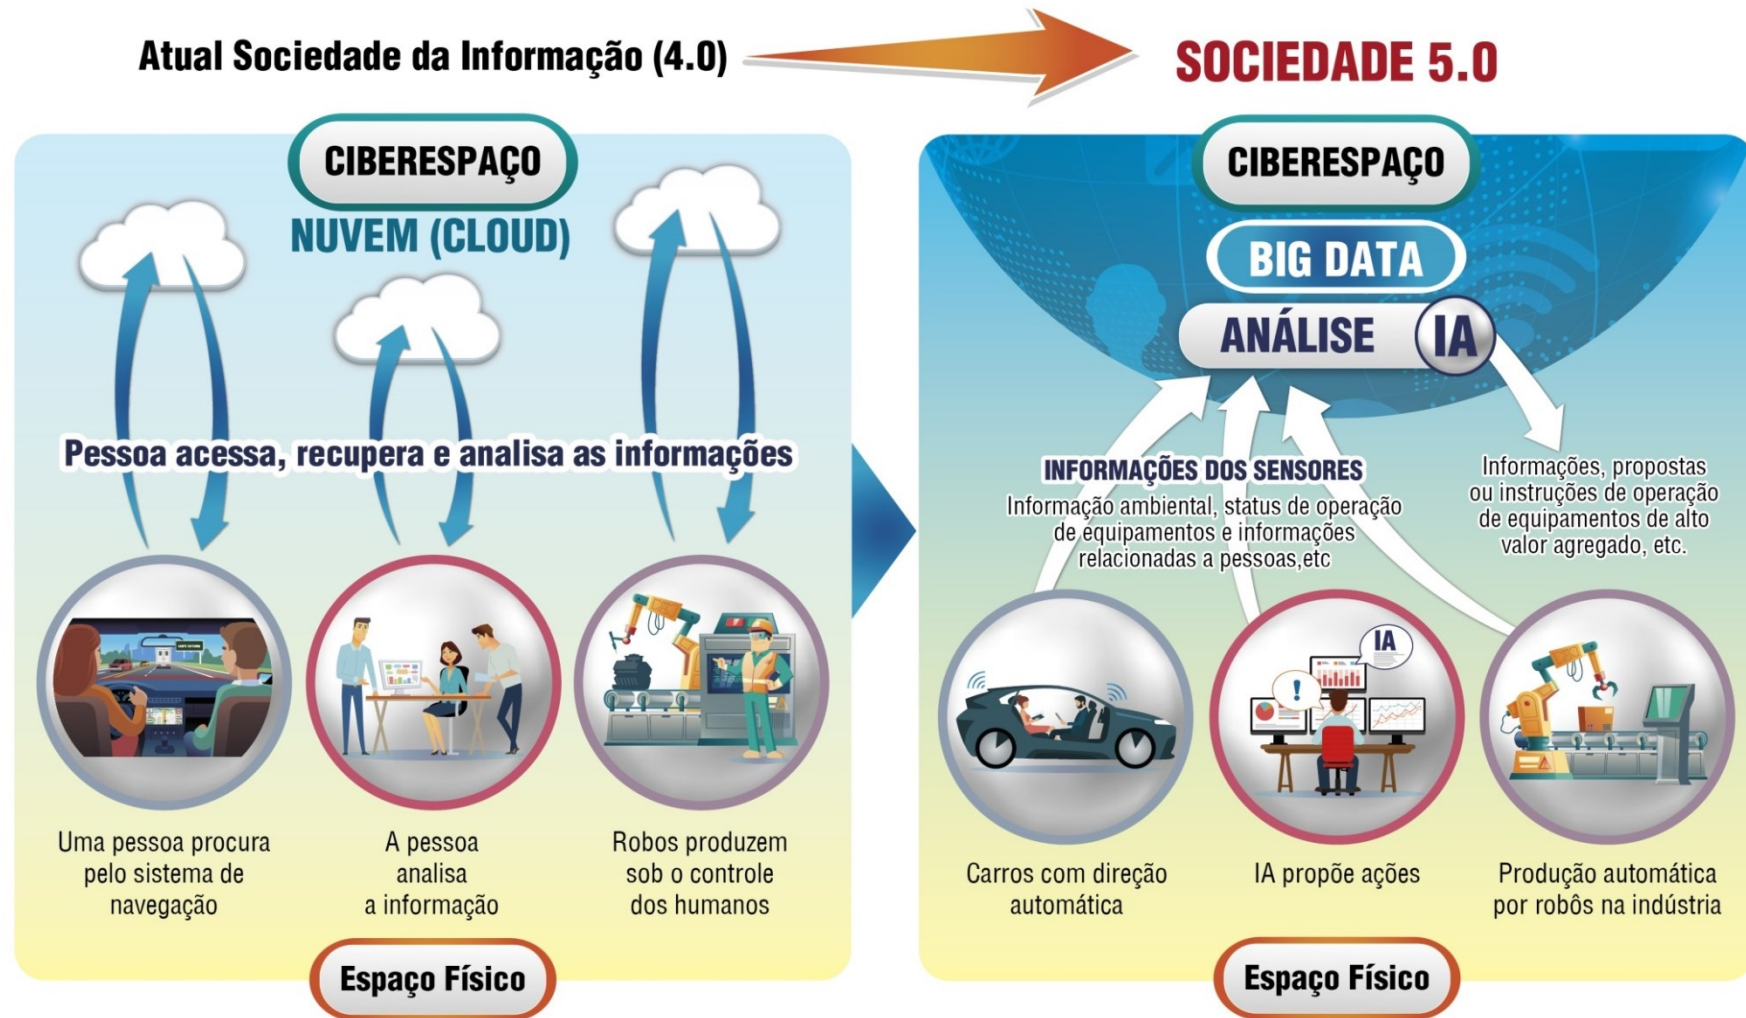 Atual Sociedade da Informação (4.0)
SOCIEDADE 5.0
CIBERESPAÇO
NUVEM (CLOUD)
Pessoa acessa, recupera e analisa as informações
Uma pessoa procura
pelo sistema de
navegação
A pessoa
analisa
a informação
Robos produzem
sob o controle
dos humanos
Espaço Físico
CIBERESPAÇO
BIG DATA
ANÁLISE
IA
INFORMAÇÕES DOS SENSORES
Informação ambiental, status de operação
de equipamentos e informações
relacionadas a pessoas,etc
Informações, propostas
ou instruções de operação
de equipamentos de alto
valor agregado, etc.
IA
!
Carros com direção
automática
IA propõe ações
Produção automática
por robôs na indústria
Espaço Físico